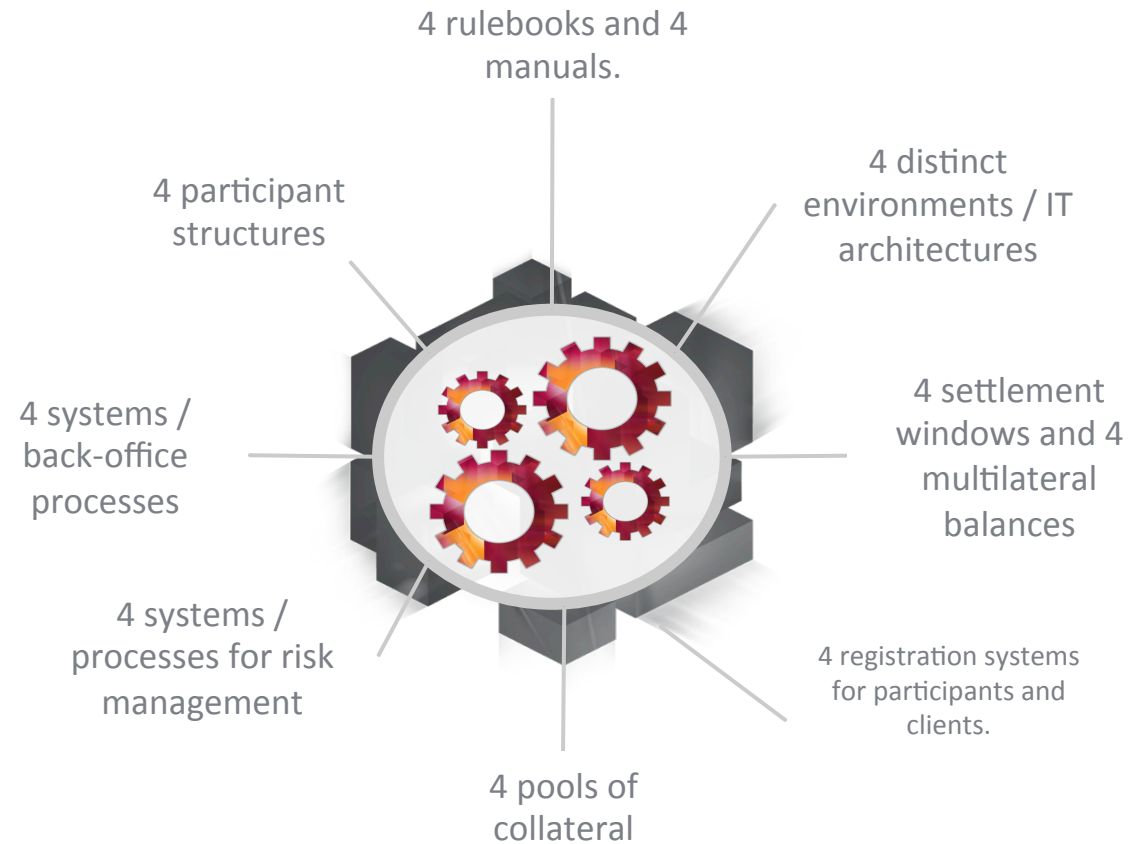 4 rulebooks and 4
manuals.
4 distinct
environments / IT
architectures
4 participant
structures
4 settlement
windows and 4
multilateral
balances
4 systems /
back-office
processes
4 systems /
processes for risk
management
4 registration systems
for participants and
clients.
4 pools of
collateral